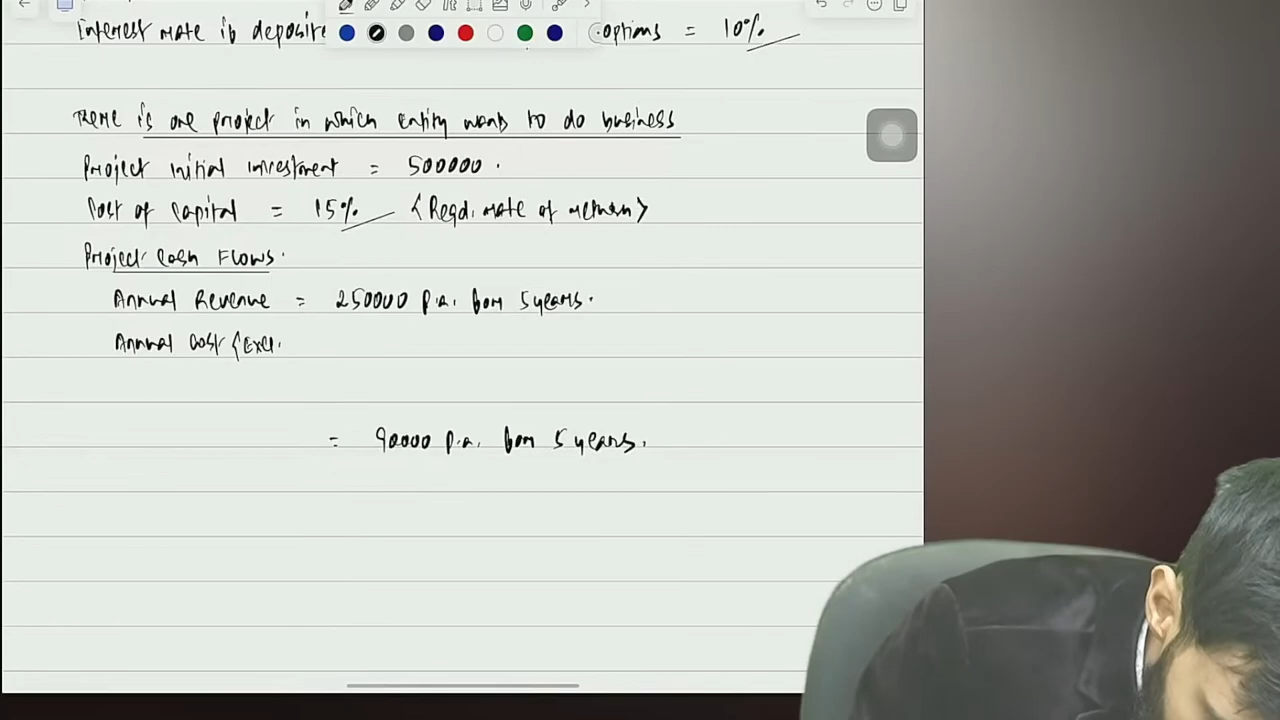 Interest rate if deposite options = 10%
There is one project in which entity wants to do business
Project initial investment = 500000.
Cost of capital = 15% <Reqd. rate of return>
Project cash Flows.
Annual Revenue = 250000 p.a. for 5 years.
Annual cost {Excl.
= 90000 p.a. for 5 years.